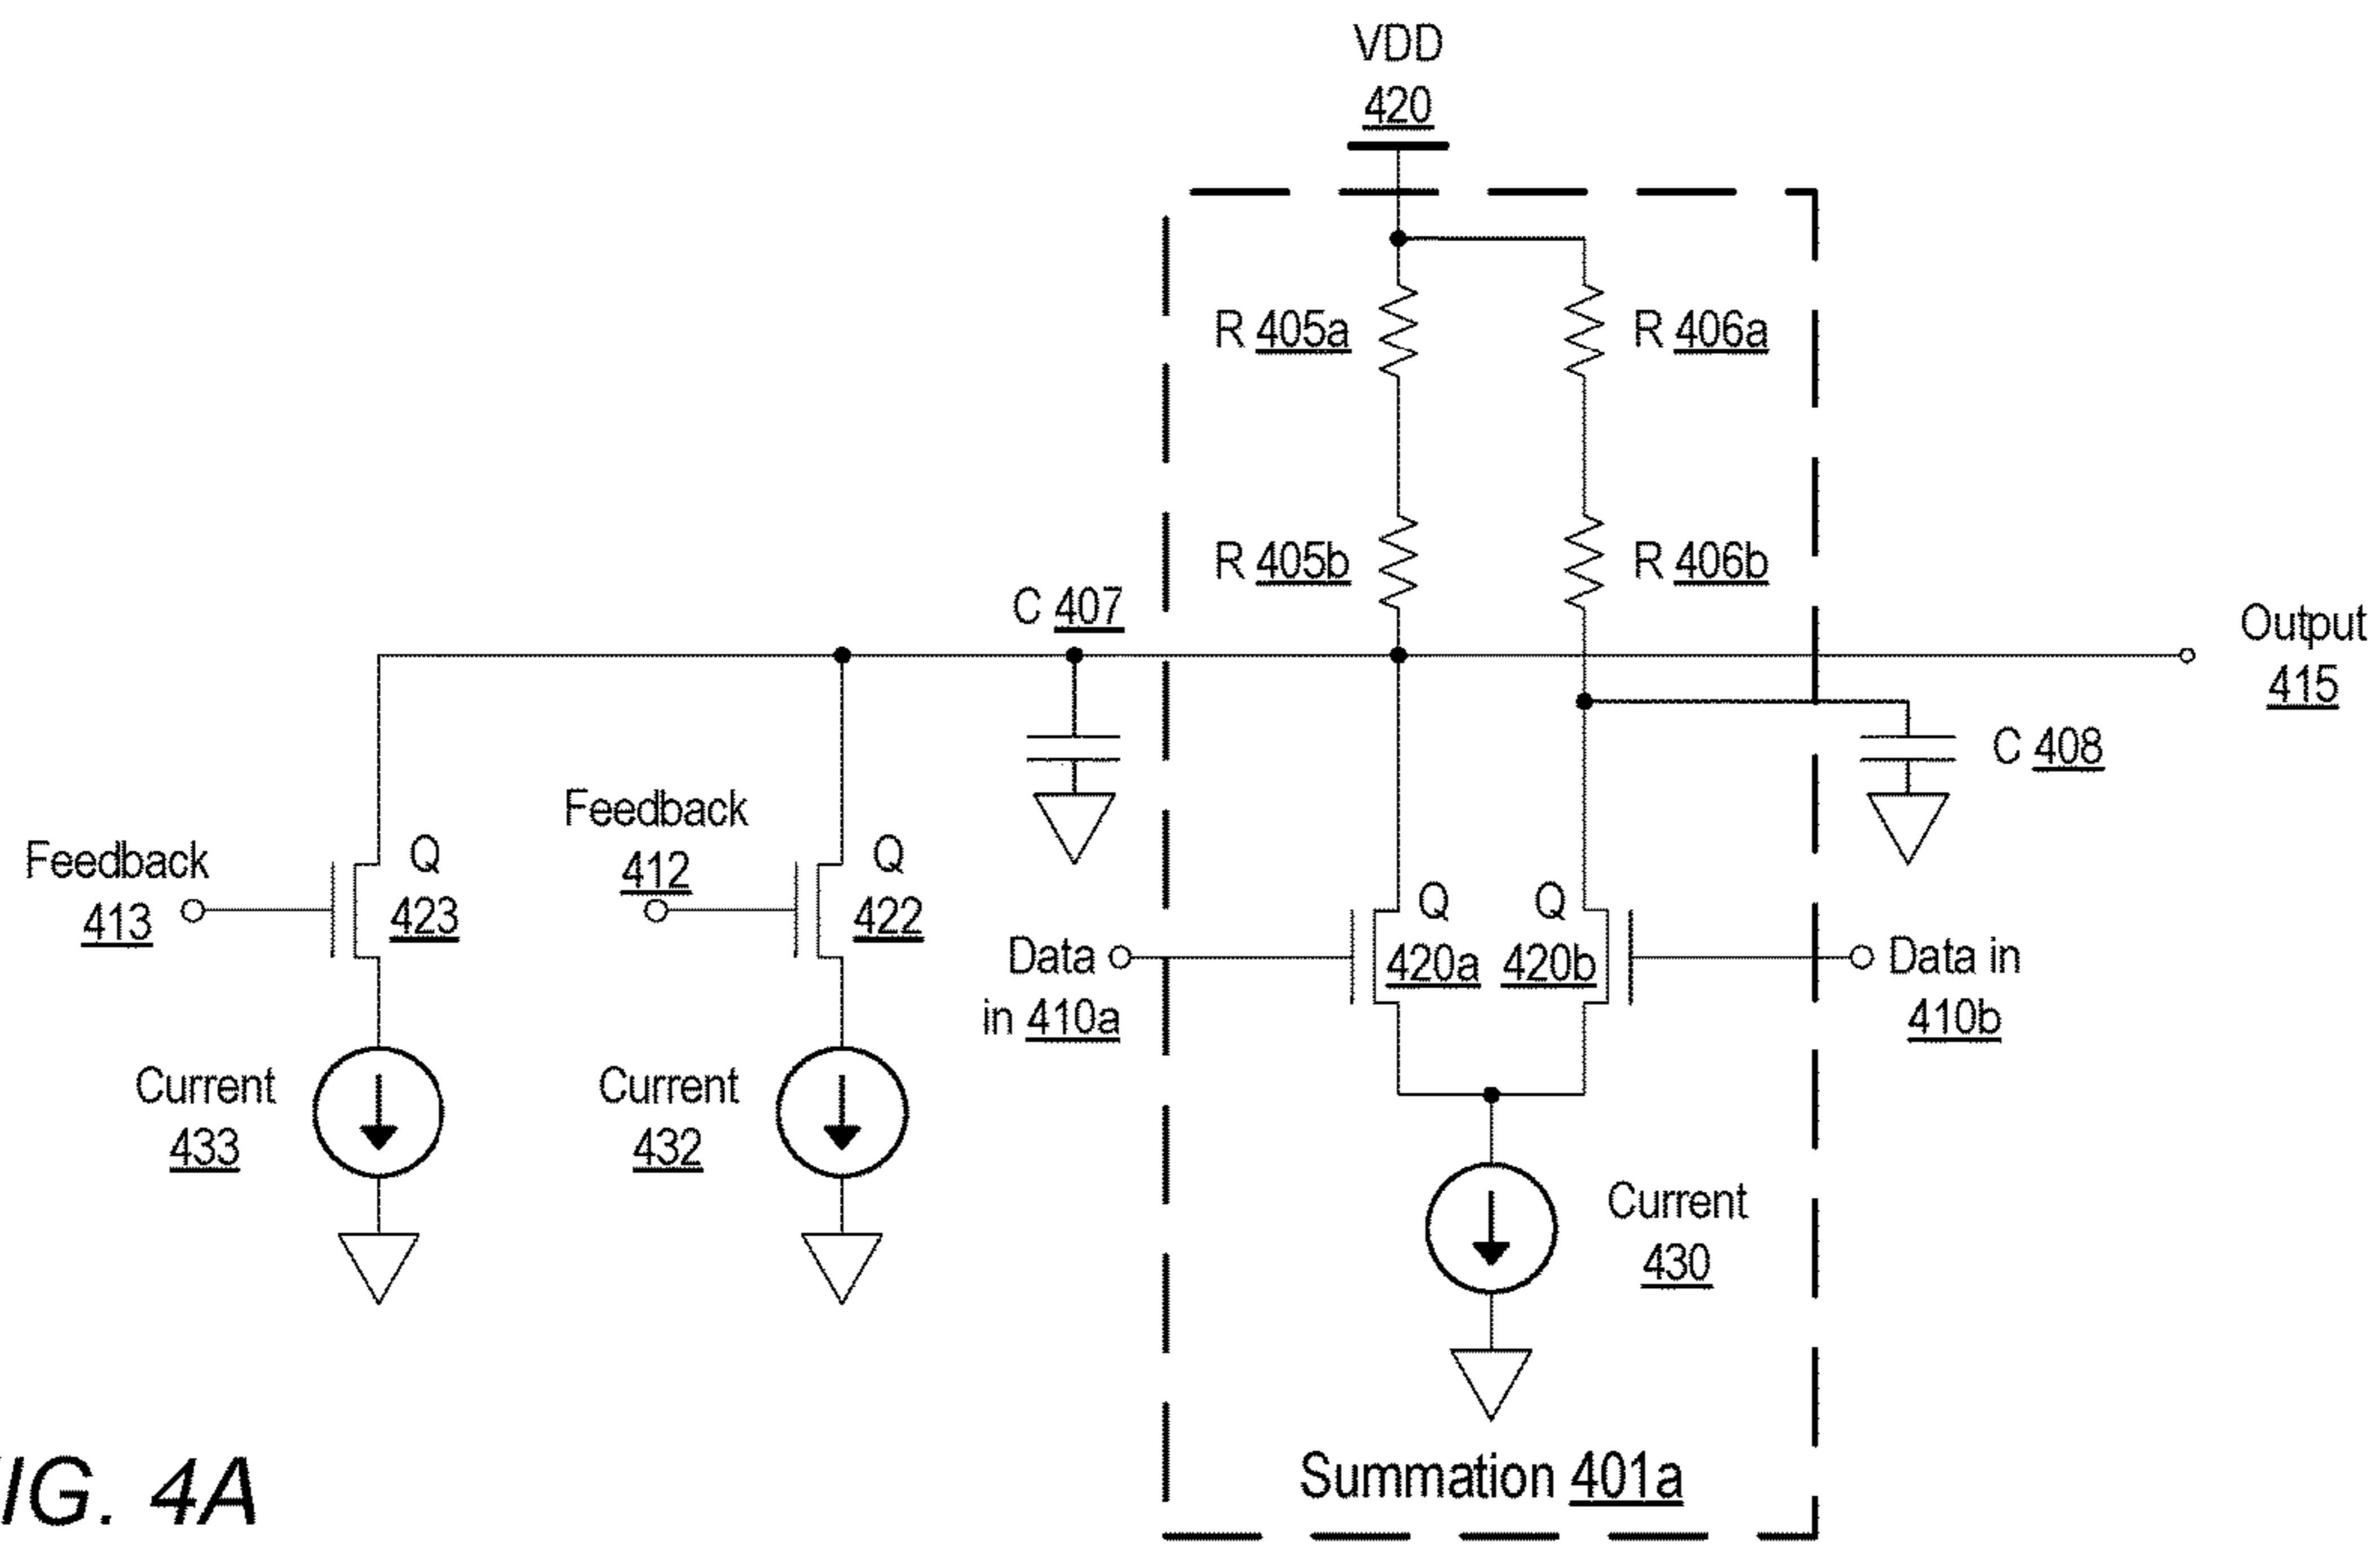 VDD
420
R 405a
R 406a
R 405b
R 406b
C 407
Output
415
C 408
Feedback
413
Q
423
Feedback
412
Q
422
Data
in 410a
Q
420a
Q
420b
Data in
410b
Current
433
Current
432
Current
430
Summation 401a
IG. 4A